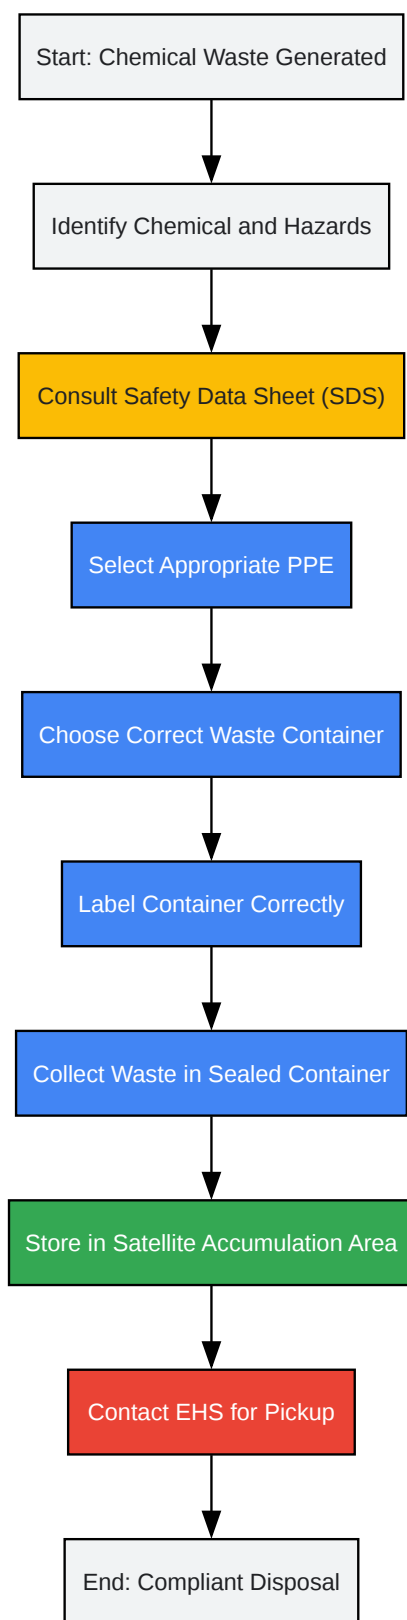 Start: Chemical Waste Generated
Identify Chemical and Hazards
Consult Safety Data Sheet (SDS)
Select Appropriate PPE
Choose Correct Waste Container
Label Container Correctly
Collect Waste in Sealed Container
Store in Satellite Accumulation Area
Contact EHS for Pickup
End: Compliant Disposal